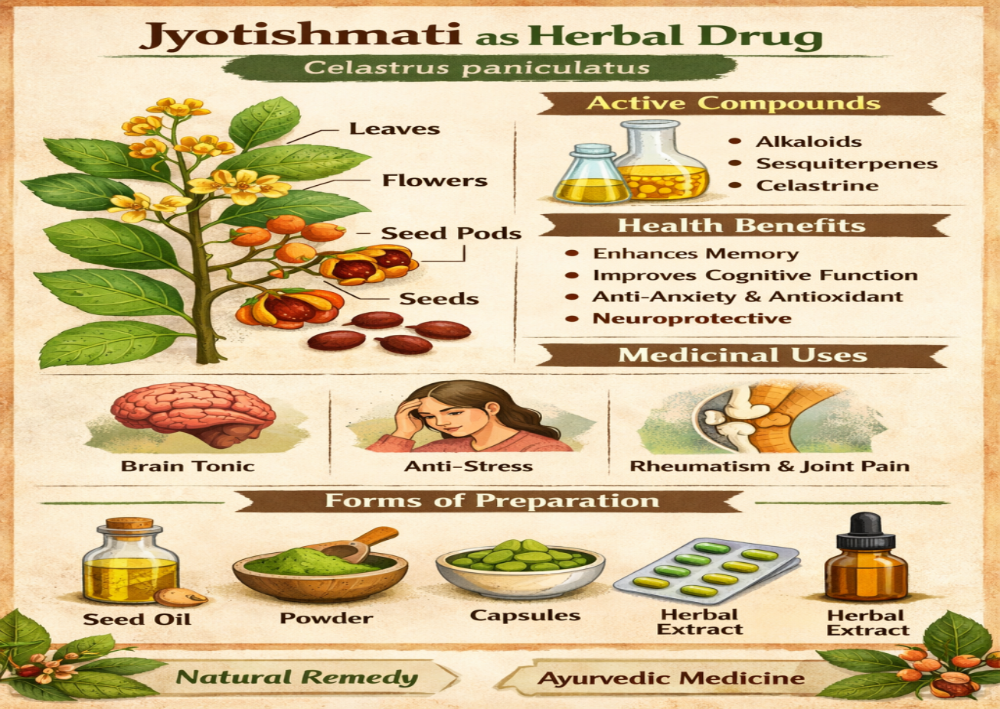 Jyotishmati as Herbal Drug
Celastrus paniculatus
Leaves
Flowers
Seed Pods
Seeds
Active Compounds
Alkaloids
Sesquiterpenes
Celastrine
Health Benefits
Enhances Memory
Improves Cognitive Function
Anti-Anxiety & Antioxidant
Neuroprotective
Medicinal Uses
Brain Tonic
Anti-Stress
Rheumatism & Joint Pain
Forms of Preparation
Seed Oil
Powder
Capsules
Herbal
Extract
Herbal
Extract
Natural Remedy
Ayurvedic Medicine